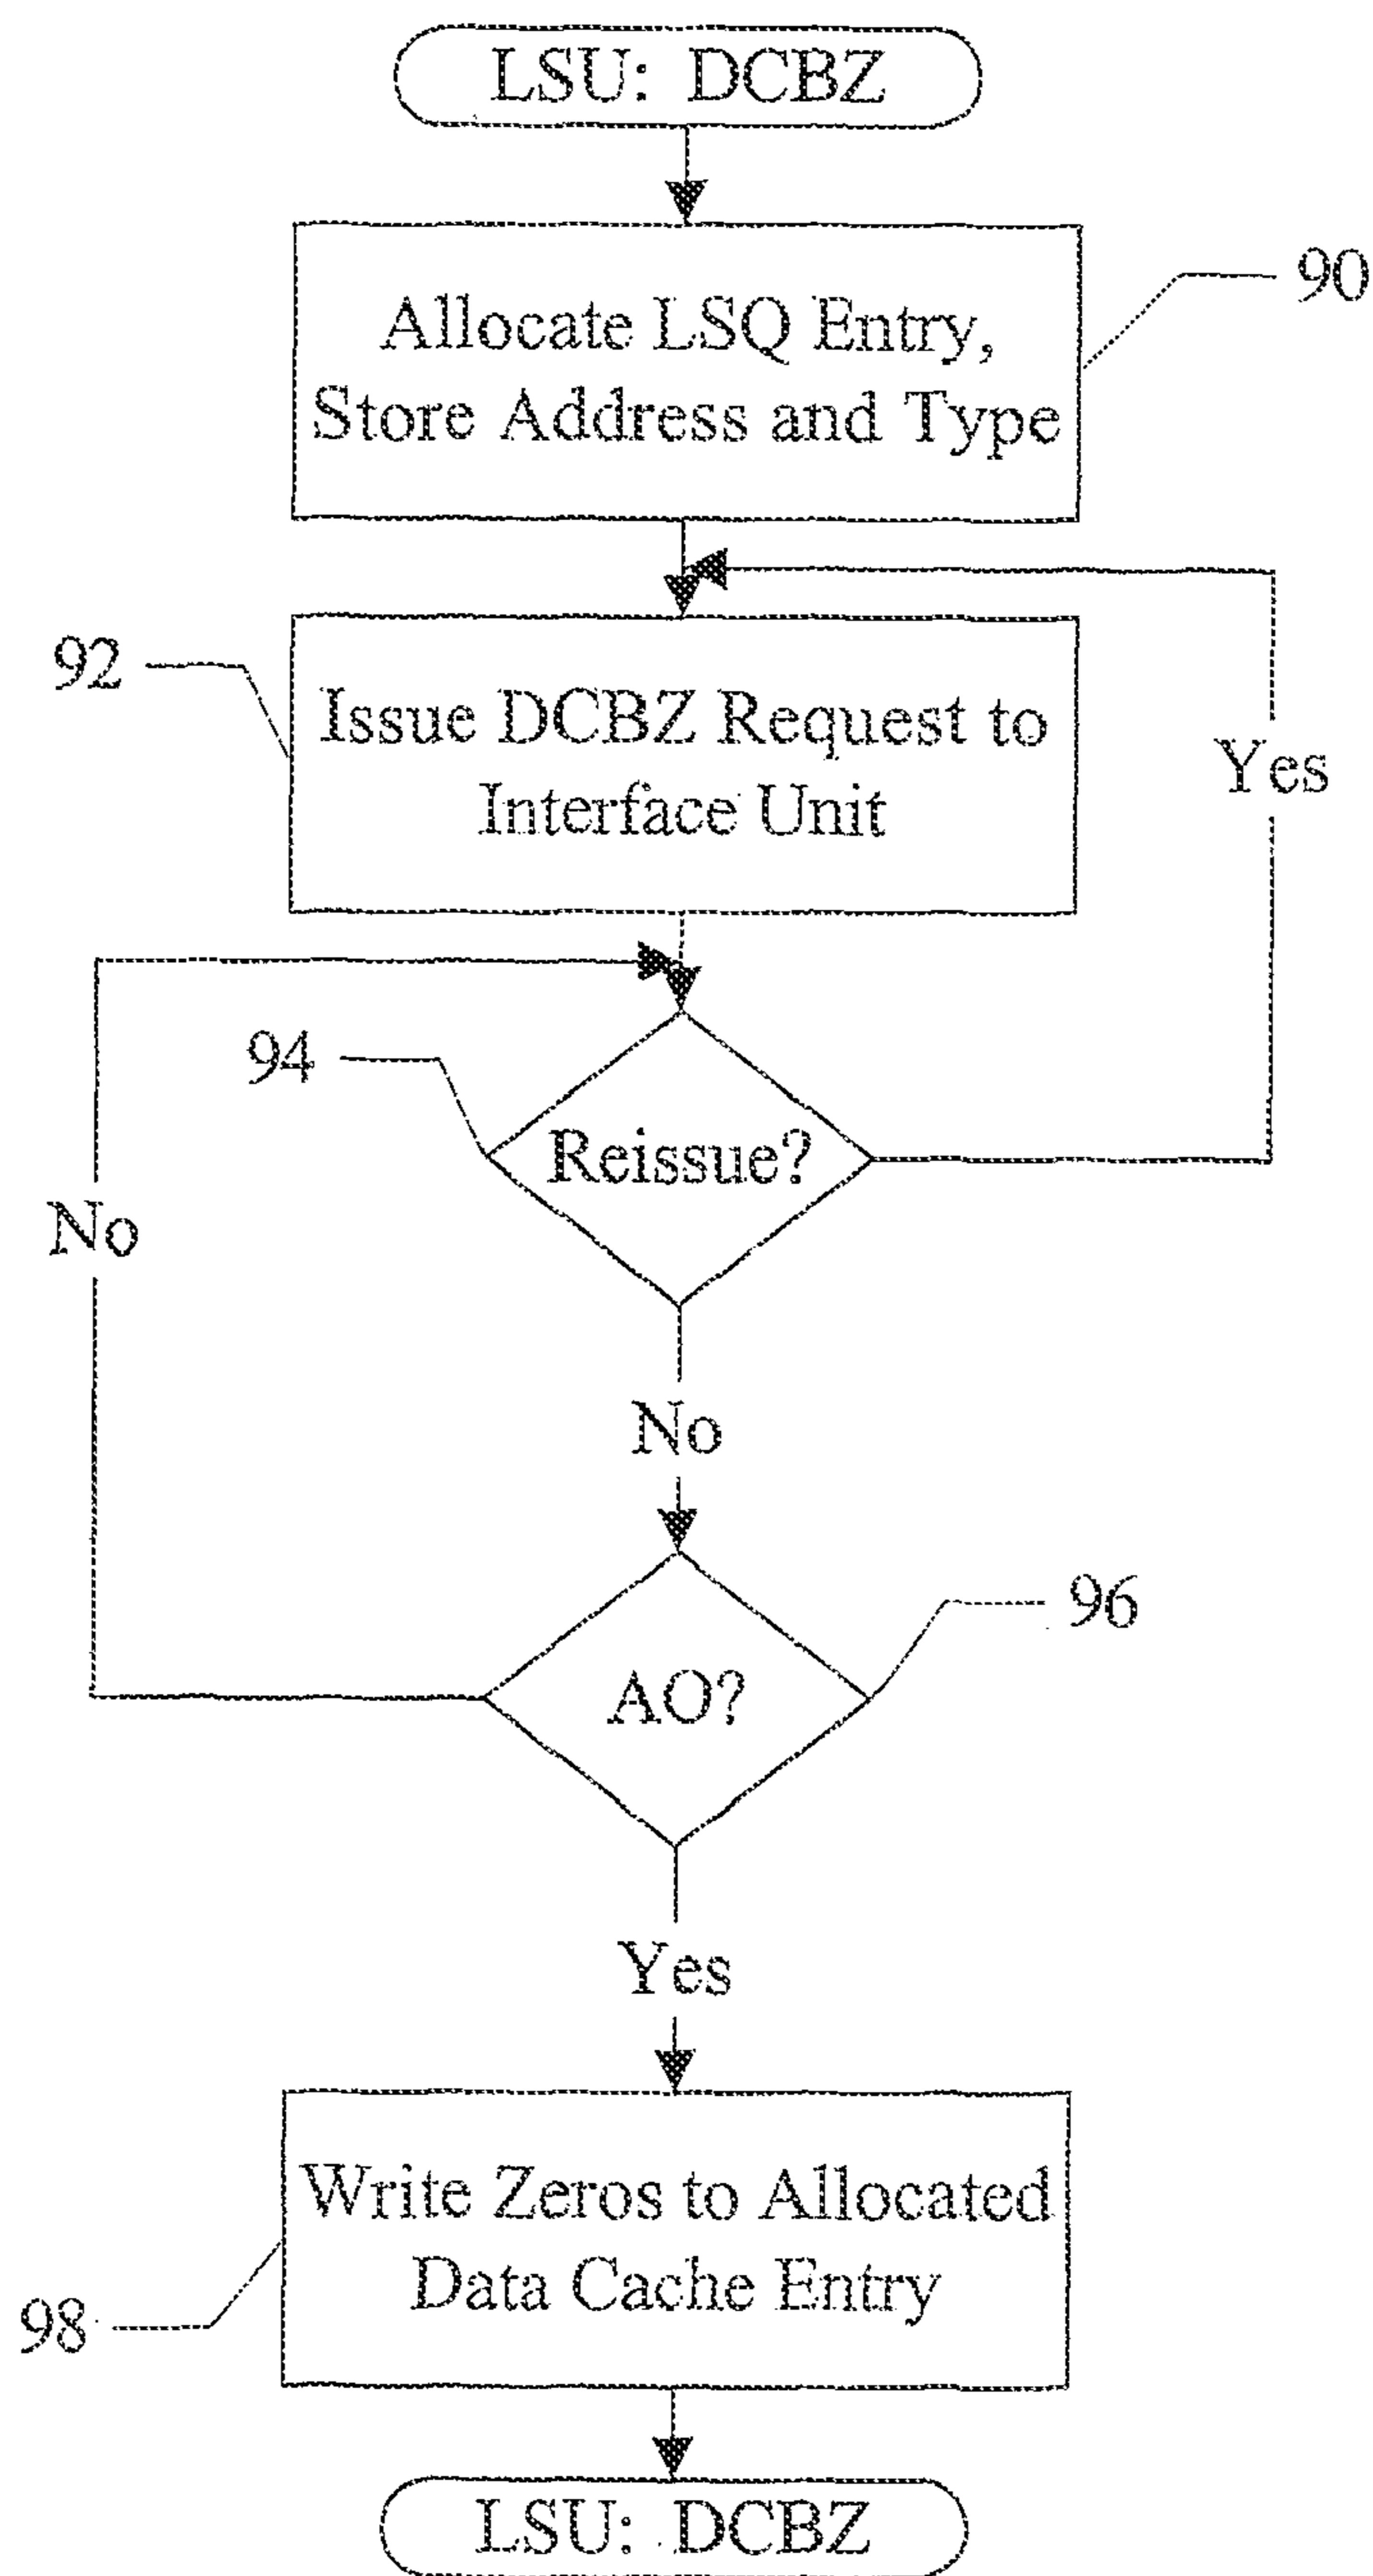 LSU: DCBZ
90
Allocate LSQ Entry,
Store Address and Type
92
Issue DCBZ Request to
Interface Unit
Yes
94
Reissue?
No
No
96
AO?
Yes
Write Zeros to Allocated
Data Cache Entry
98
LSU: DCBZ